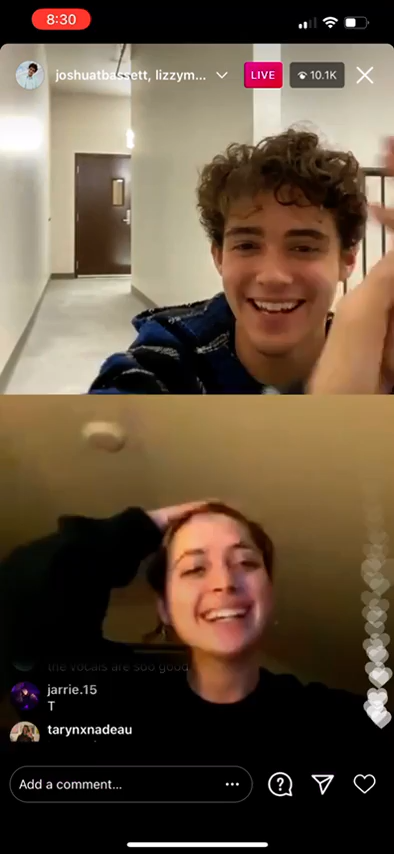 8:30
joshuatbassett, lizzym...
LIVE
10.1K
the vocals are soo good
jarrie.15
T
tarynxnadeau
Add a comment...